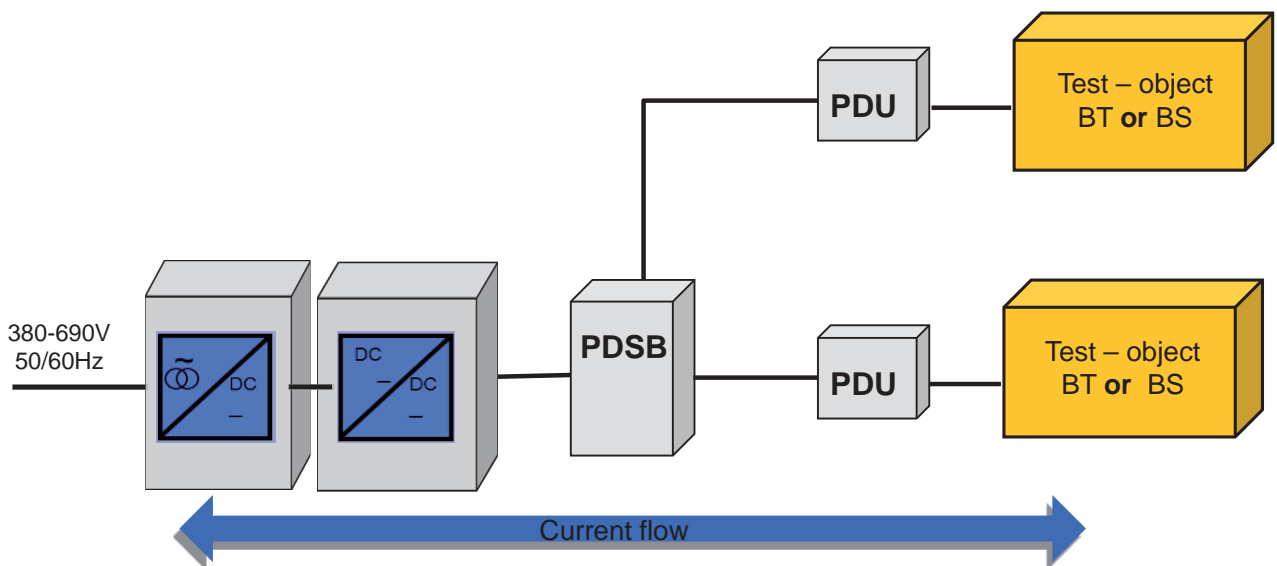 PDU
Test – object
BT or BS
380-690V
50/60Hz
~
DC
–
DC
–
DC
–
PDSB
PDU
Test – object
BT or BS
Current flow